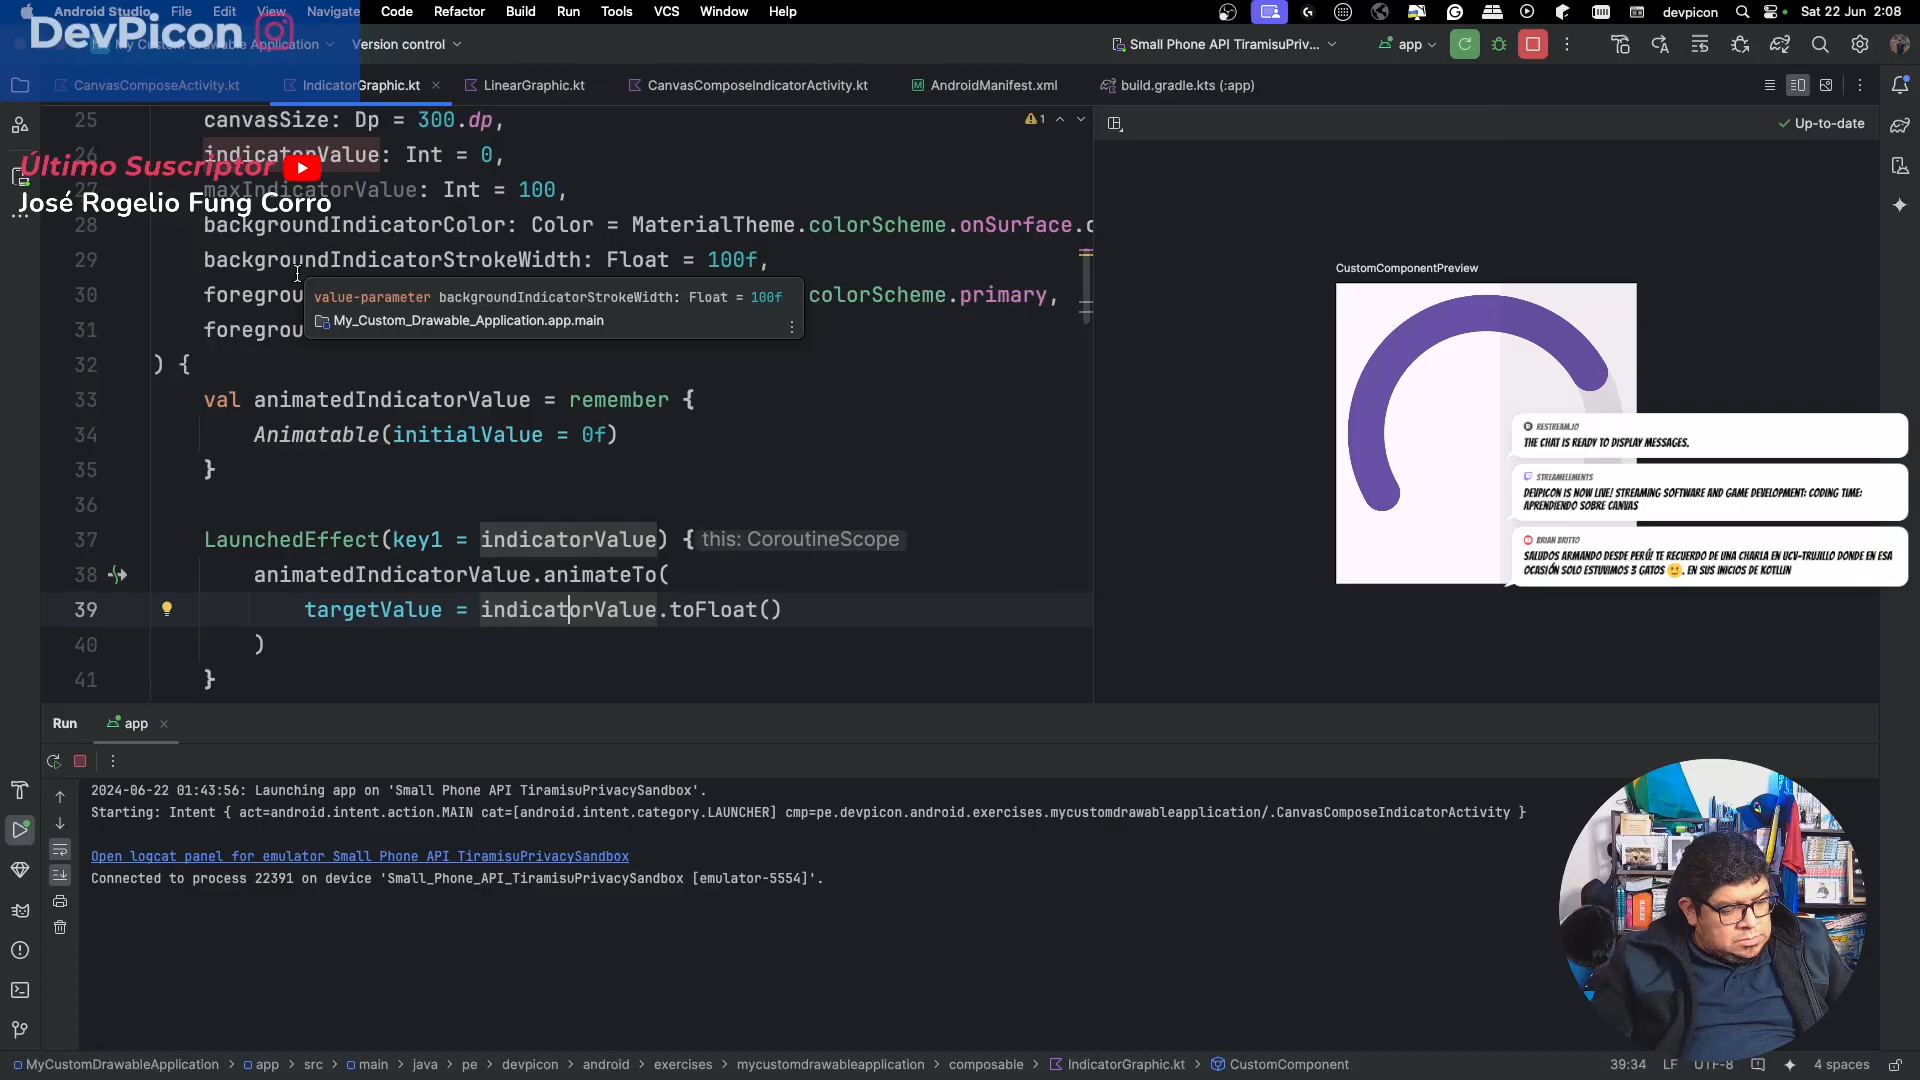 Android Studio File Edit View Navigate Code Refactor Build Run Tools VCS Window Help
devpicon Sat 22 Jun 2:08
DevPicon
My Custom Drawable Application Version control
Small Phone API TiramisuPriv... app
CanvasComposeActivity.kt IndicatorGraphic.kt LinearGraphic.kt CanvasComposeIndicatorActivity.kt AndroidManifest.xml build.gradle.kts (:app)
Último Suscriptor
José Rogelio Fung Corro
25 canvasSize: Dp = 300.dp,
1
26 indicatorValue: Int = 0,
27 maxIndicatorValue: Int = 100,
28 backgroundIndicatorColor: Color = MaterialTheme.colorScheme.onSurface.c
29 backgroundIndicatorStrokeWidth: Float = 100f,
30 foregrou colorScheme.primary,
31 foregrou
value-parameter backgroundIndicatorStrokeWidth: Float = 100f
My_Custom_Drawable_Application.app.main
32 ) {
33 val animatedIndicatorValue = remember {
34 Animatable(initialValue = 0f)
35 }
36
37 LaunchedEffect(key1 = indicatorValue) { this: CoroutineScope
38 animatedIndicatorValue.animateTo(
39 targetValue = indicatorValue.toFloat()
40 )
41 }
Up-to-date
CustomComponentPreview
RESTREAM.IO
THE CHAT IS READY TO DISPLAY MESSAGES.
STREAMELEMENTS
DEVPICON IS NOW LIVE! STREAMING SOFTWARE AND GAME DEVELOPMENT: CODING TIME:
APRENDIENDO SOBRE CANVAS
BRIAN BRITTO
SALUDOS ARMANDO DESDE PERÚ! TE RECUERDO DE UNA CHARLA EN UCV-TRUJILLO DONDE EN ESA
OCASIÓN SOLO ESTUVIMOS 3 GATOS 🙂. EN SUS INICIOS DE KOTLIN
Run app
2024-06-22 01:43:56: Launching app on 'Small Phone API TiramisuPrivacySandbox'.
Starting: Intent { act=android.intent.action.MAIN cat=[android.intent.category.LAUNCHER] cmp=pe.devpicon.android.exercises.mycustomdrawableapplication/.CanvasComposeIndicatorActivity }
Open logcat panel for emulator Small Phone API TiramisuPrivacySandbox
Connected to process 22391 on device 'Small_Phone_API_TiramisuPrivacySandbox [emulator-5554]'.
MyCustomDrawableApplication app src main java pe devpicon android exercises mycustomdrawableapplication composable IndicatorGraphic.kt CustomComponent
39:34 LF UTF-8 4 spaces